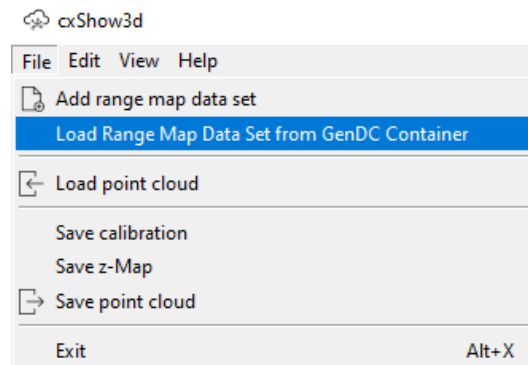 cxShow3d
File Edit View Help
Add range map data set
Load Range Map Data Set from GenDC Container
Load point cloud
Save calibration
Save z-Map
Save point cloud
Exit Alt+X